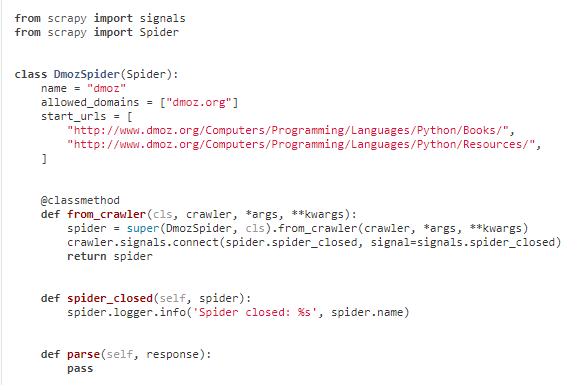 from scrapy import signals
from scrapy import Spider
class DmozSpider(Spider):
    name = "dmoz"
    allowed_domains = ["dmoz.org"]
    start_urls = [
        "http://www.dmoz.org/Computers/Programming/Languages/Python/Books/",
        "http://www.dmoz.org/Computers/Programming/Languages/Python/Resources/",
    ]
    @classmethod
    def from_crawler(cls, crawler, *args, **kwargs):
        spider = super(DmozSpider, cls).from_crawler(crawler, *args, **kwargs)
        crawler.signals.connect(spider.spider_closed, signal=signals.spider_closed)
        return spider
    def spider_closed(self, spider):
        spider.logger.info('Spider closed: %s', spider.name)
    def parse(self, response):
        pass